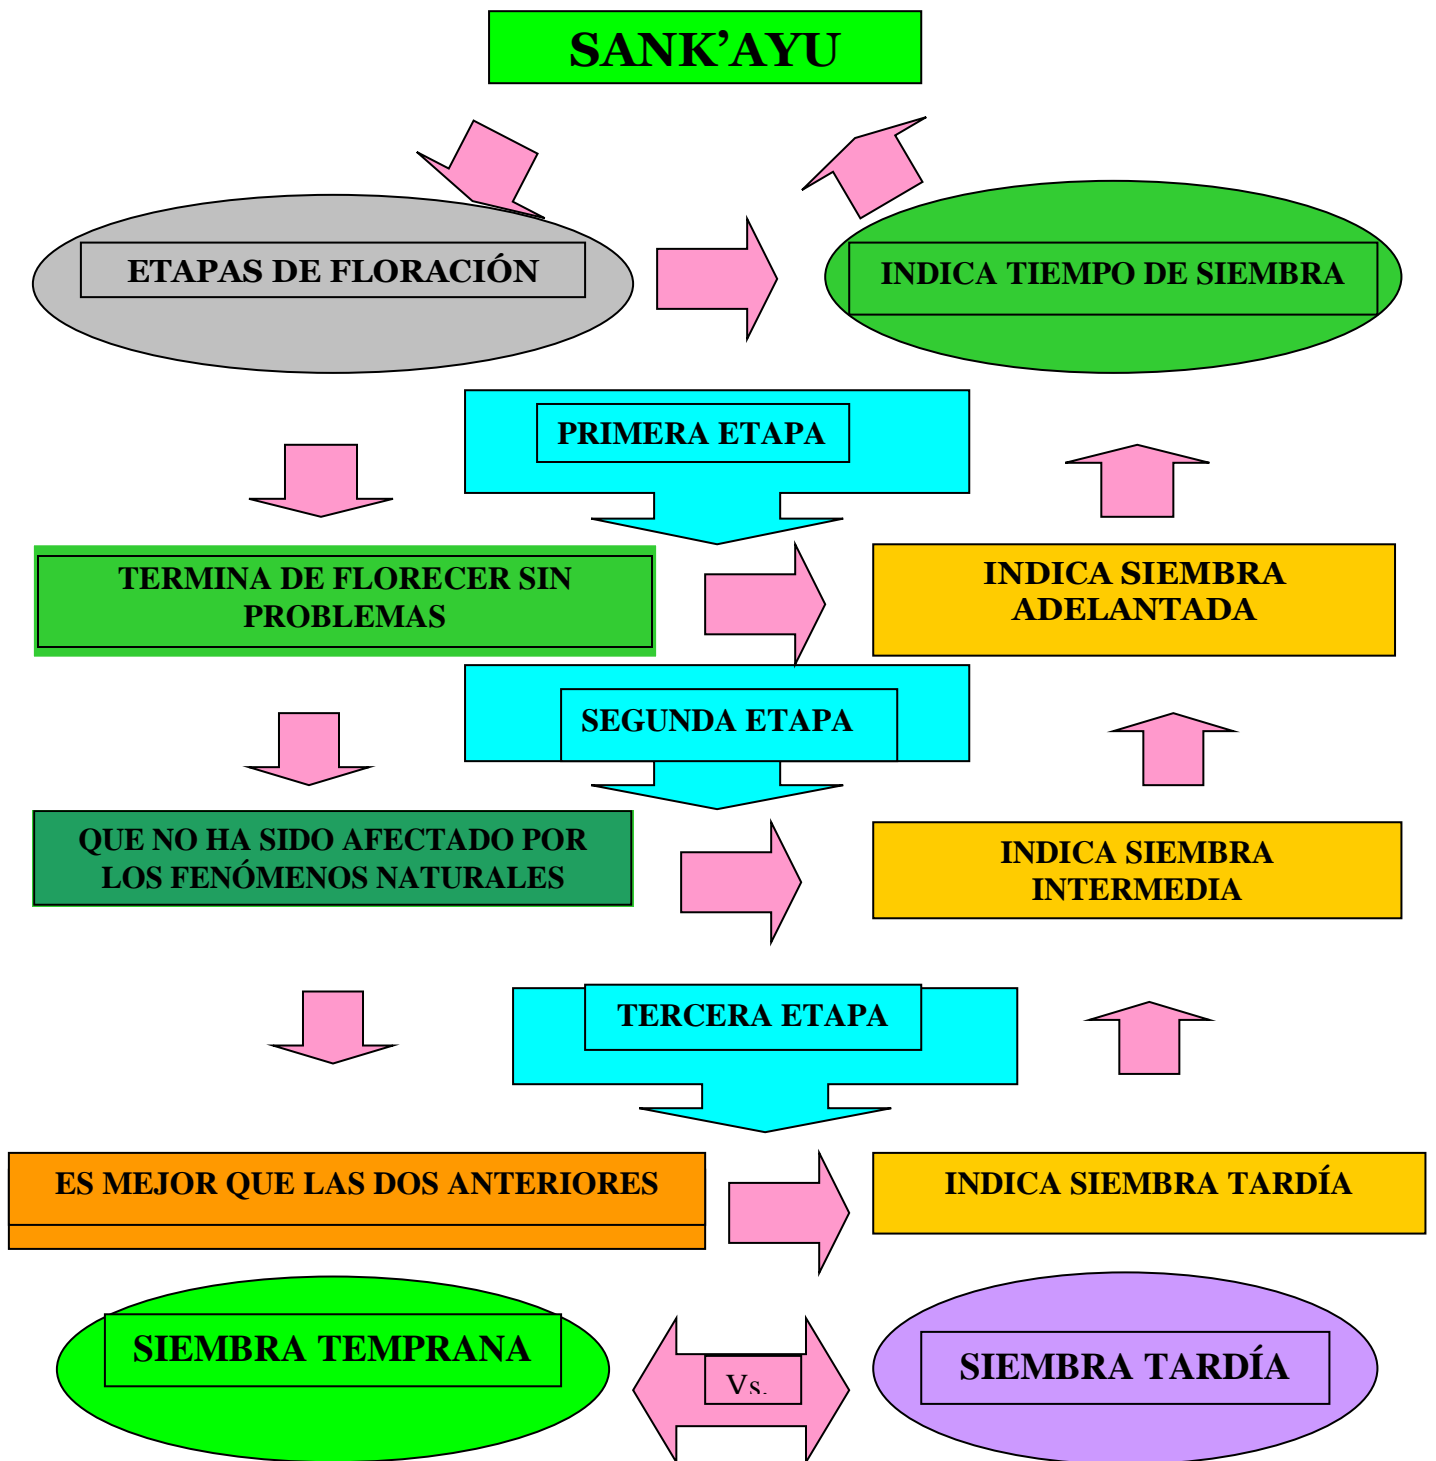 SANK’AYU
ETAPAS DE FLORACIÓN
INDICA TIEMPO DE SIEMBRA
PRIMERA ETAPA
TERMINA DE FLORECER SIN
PROBLEMAS
INDICA SIEMBRA
ADELANTADA
SEGUNDA ETAPA
QUE NO HA SIDO AFECTADO POR
LOS FENÓMENOS NATURALES
INDICA SIEMBRA
INTERMEDIA
TERCERA ETAPA
ES MEJOR QUE LAS DOS ANTERIORES
INDICA SIEMBRA TARDÍA
SIEMBRA TEMPRANA
Vs.
SIEMBRA TARDÍA